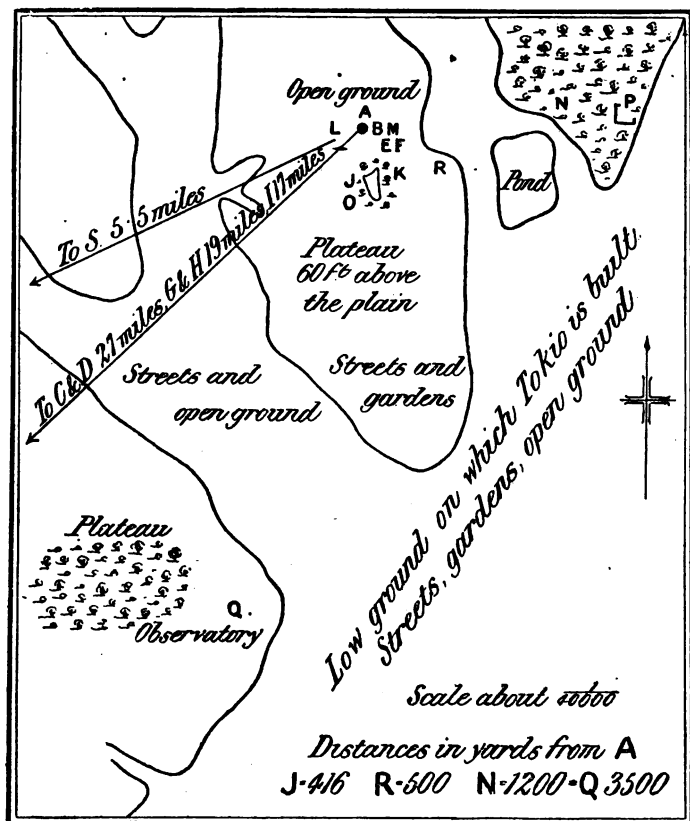 Open ground
A
L
B M
E F
J
K
O
R
N
P
Pond
To S. 5·5 miles
To C & D 27 miles, G & H 19 miles, I 17 miles
Plateau
60 ft above
the plain
Streets and
open ground
Streets and
gardens
Low ground on which Tokio is built
Streets, gardens, open ground
Plateau
Q.
Observatory
Scale about
Distances in yards from A
J-416 R-500 N-1200-Q 3500